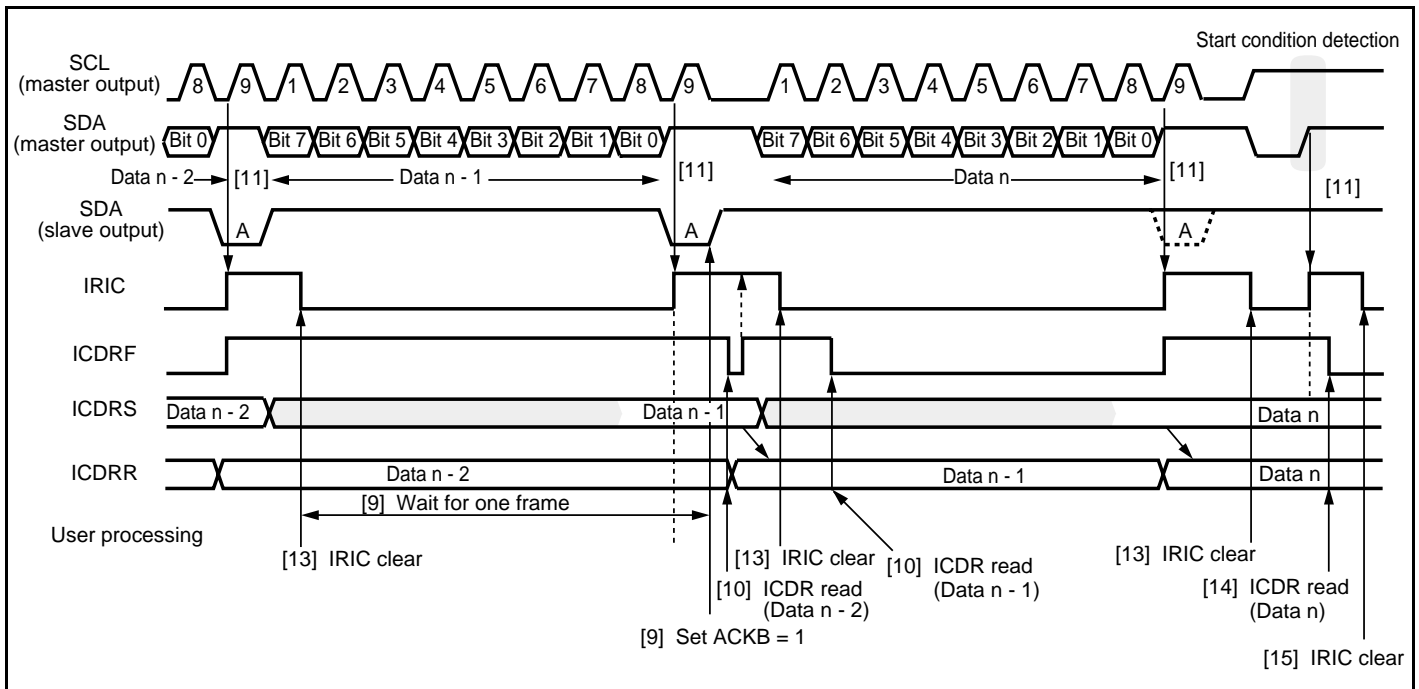 Start condition detection
SCL
(master output)
8 9 1 2 3 4 5 6 7 8 9 1 2 3 4 5 6 7 8 9
SDA
(master output)
Bit 0 Bit 7 Bit 6 Bit 5 Bit 4 Bit 3 Bit 2 Bit 1 Bit 0 Bit 7 Bit 6 Bit 5 Bit 4 Bit 3 Bit 2 Bit 1 Bit 0
Data n - 2 [11] Data n - 1 [11] Data n [11] [11]
SDA
(slave output)
A A A
IRIC
ICDRF
ICDRS
Data n - 2 Data n - 1 Data n
ICDRR
Data n - 2 Data n - 1 Data n
[9] Wait for one frame
User processing
[13] IRIC clear
[13] IRIC clear
[13] IRIC clear
[10] ICDR read
(Data n - 2)
[10] ICDR read
(Data n - 1)
[14] ICDR read
(Data n)
[9] Set ACKB = 1
[15] IRIC clear